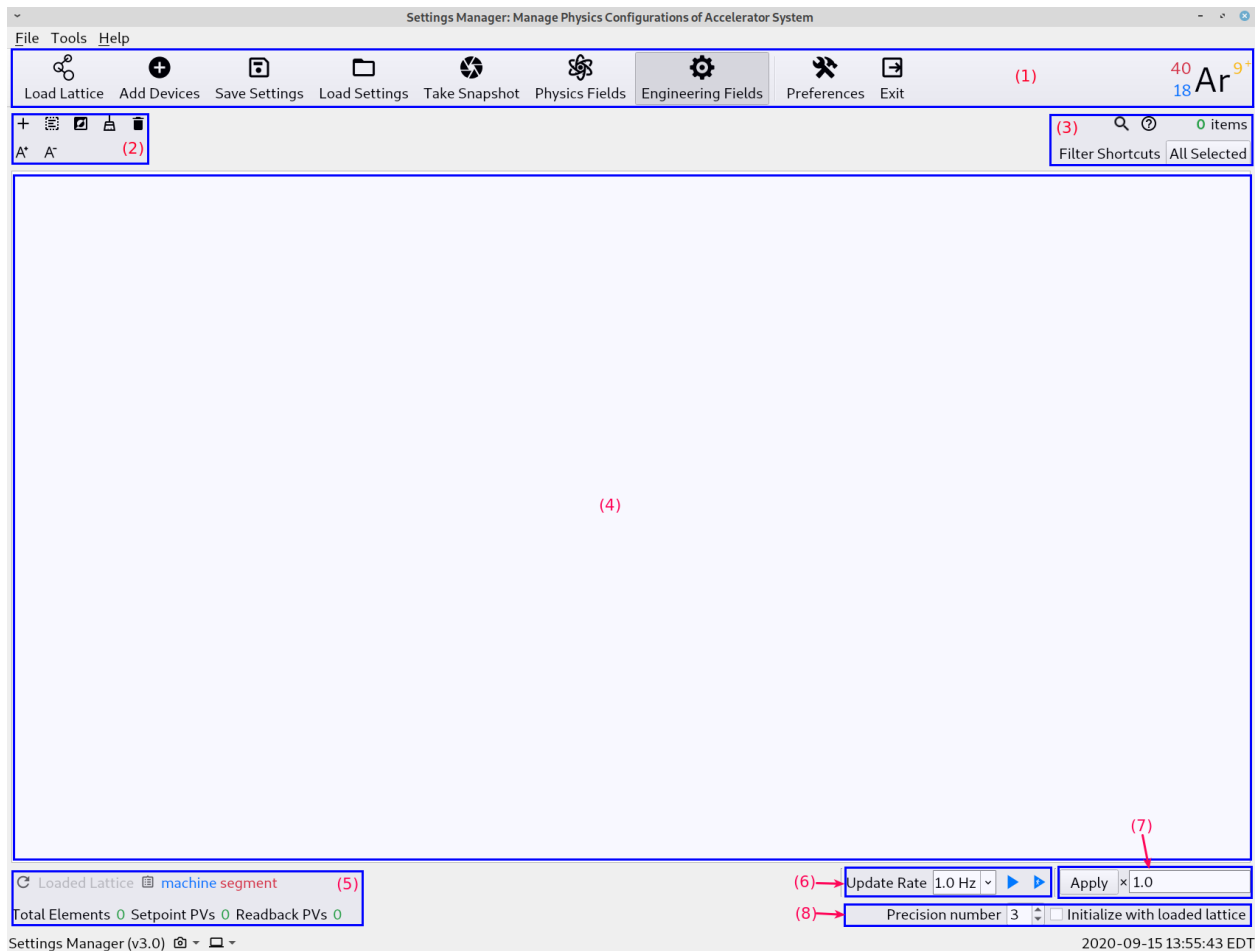 Settings Manager: Manage Physics Configurations of Accelerator System
File Tools Help
Load Lattice Add Devices Save Settings Load Settings Take Snapshot Physics Fields Engineering Fields Preferences Exit (1) 40 18 Ar 9+
(2)
A+ A-
(3) 0 items
Filter Shortcuts All Selected
(4)
(7)
Loaded Lattice machine segment (5)
Total Elements 0 Setpoint PVs 0 Readback PVs 0
(6) Update Rate 1.0 Hz Apply × 1.0
(8) Precision number 3 Initialize with loaded lattice
Settings Manager (v3.0) 2020-09-15 13:55:43 EDT